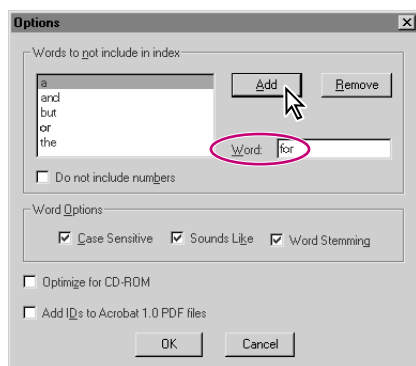 Options
Words to not include in index
a
and
but
or
the
Add
Remove
Word: for
Do not include numbers
Word Options
Case Sensitive
Sounds Like
Word Stemming
Optimize for CD-ROM
Add IDs to Acrobat 1.0 PDF files
OK
Cancel